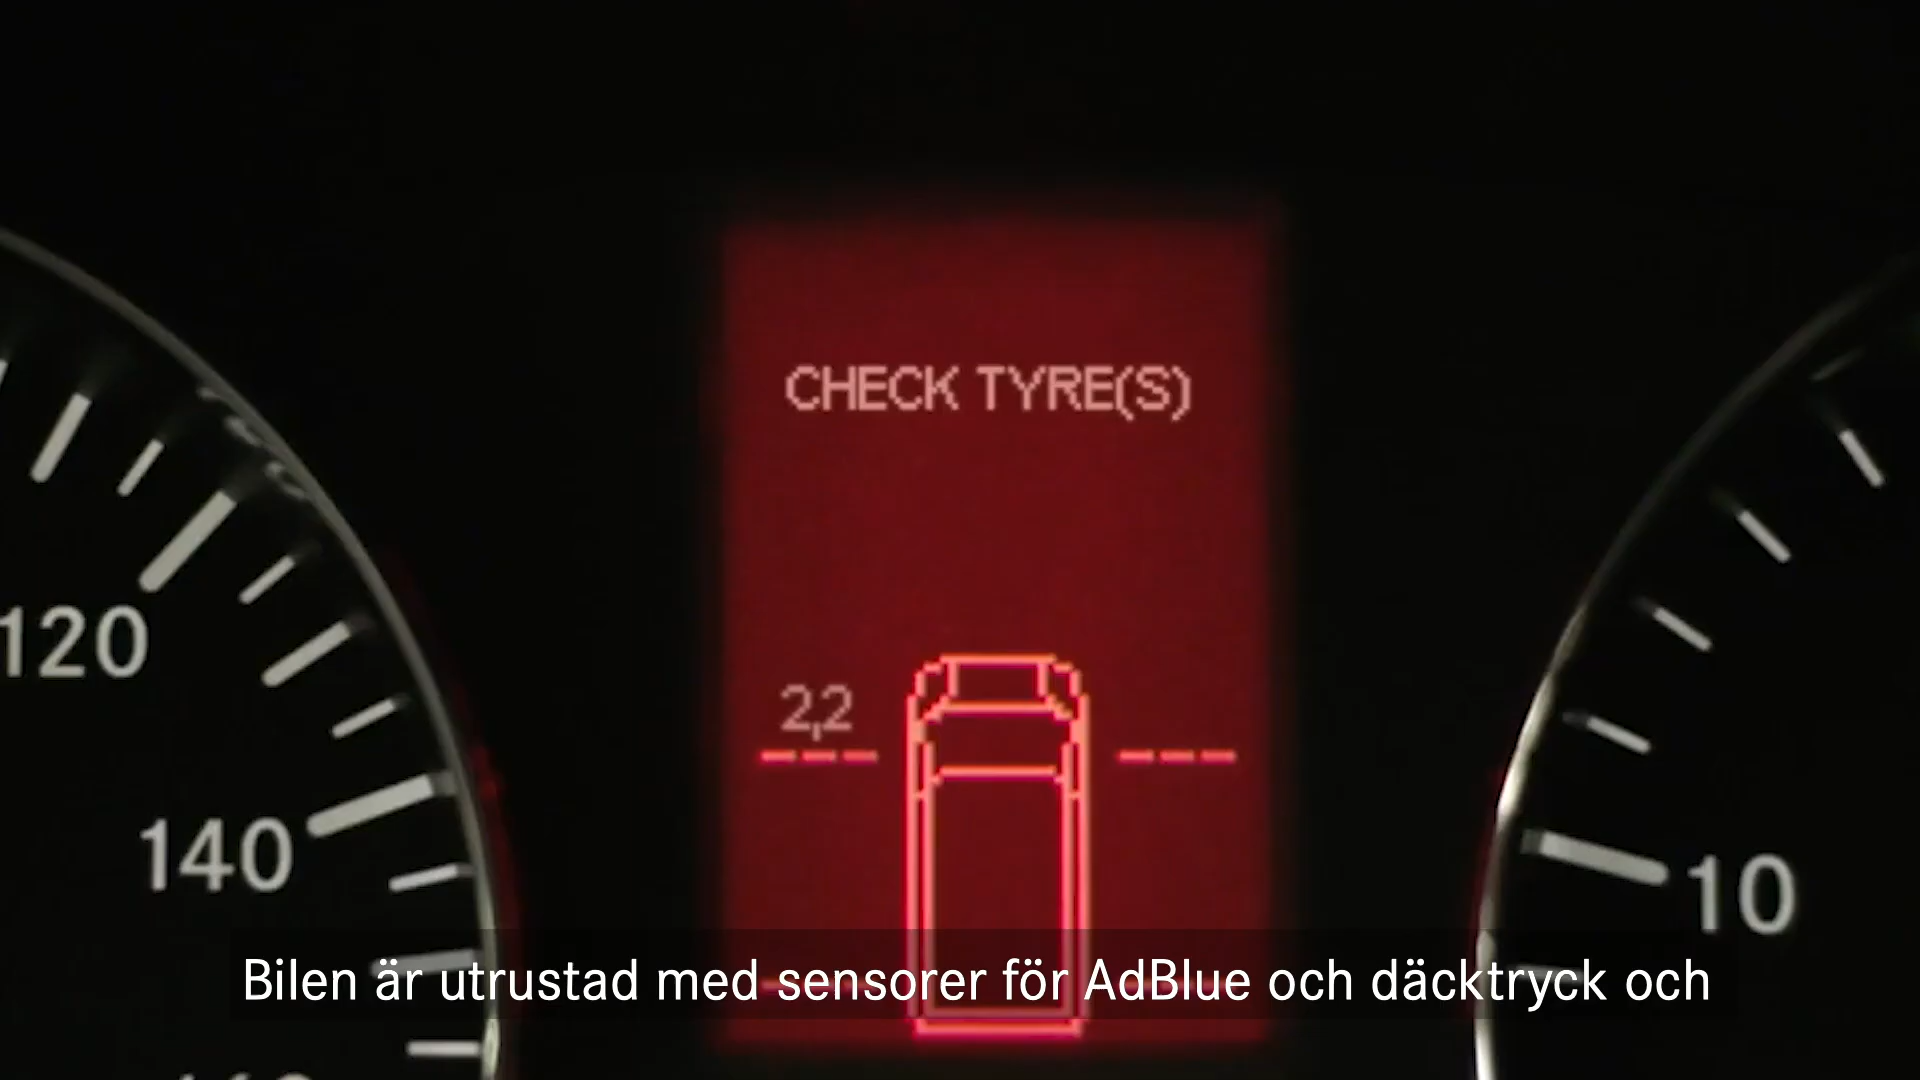 CHECK TYRE(S)
2,2
120
140
10
Bilen är utrustad med sensorer för AdBlue och däcktryck och